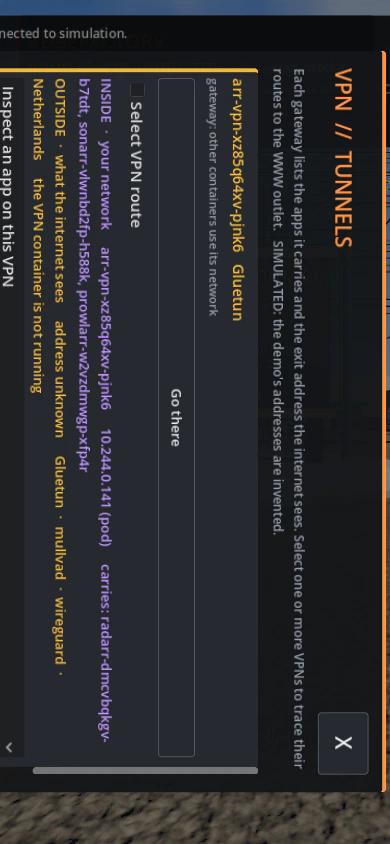 nected to simulation.
VPN // TUNNELS
X
Each gateway lists the apps it carries and the exit address the internet sees. Select one or more VPNs to trace their
routes to the WWW outlet. SIMULATED: the demo's addresses are invented.
arr-vpn-xz85q64xv-pjnk6 Gluetun
gateway: other containers use its network
Go there
Select VPN route
INSIDE · your network arr-vpn-xz85q64xv-pjnk6 10.244.0.141 (pod) carries: radarr-dmcvbqkgv-
b7tdt, sonarr-vlwnbd2fp-h588k, prowlarr-w2vzdmwgp-xfp4r
OUTSIDE · what the internet sees address unknown Gluetun · mullvad · wireguard ·
Netherlands the VPN container is not running
Inspect an app on this VPN